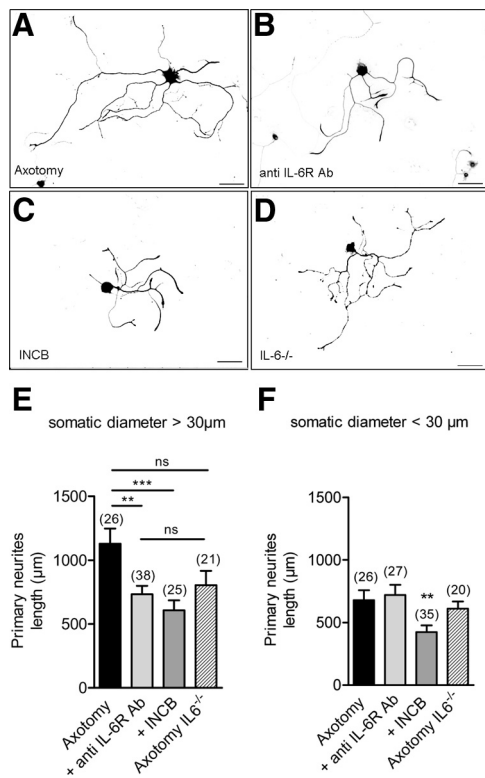 A
Axotomy
B
anti IL-6R Ab
C
INCB
D
IL-6-/-
E
somatic diameter > 30µm
ns
***
**
ns
1500
1000
500
0
Primary neurites
length (µm)
(26)
(38)
(25)
(21)
Axotomy
+ anti IL-6R Ab
+ INCB
Axotomy IL6-/-
F
somatic diameter < 30 µm
1500
1000
500
0
Primary neurites
length (µm)
(26)
(27)
**
(35)
(20)
Axotomy
+ anti IL-6R Ab
+ INCB
Axotomy IL6-/-